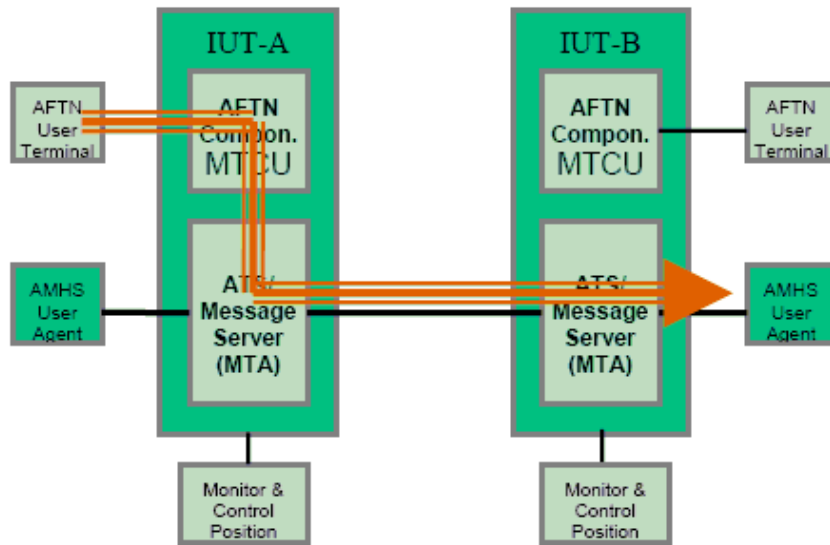 IUT-A
IUT-B
AFTN
User
Terminal
AFTN
Compon.
MTCU
AFTN
Compon.
MTCU
AFTN
User
Terminal
AMHS
User
Agent
ATS/
Message
Server
(MTA)
ATS/
Message
Server
(MTA)
AMHS
User
Agent
Monitor &
Control
Position
Monitor &
Control
Position